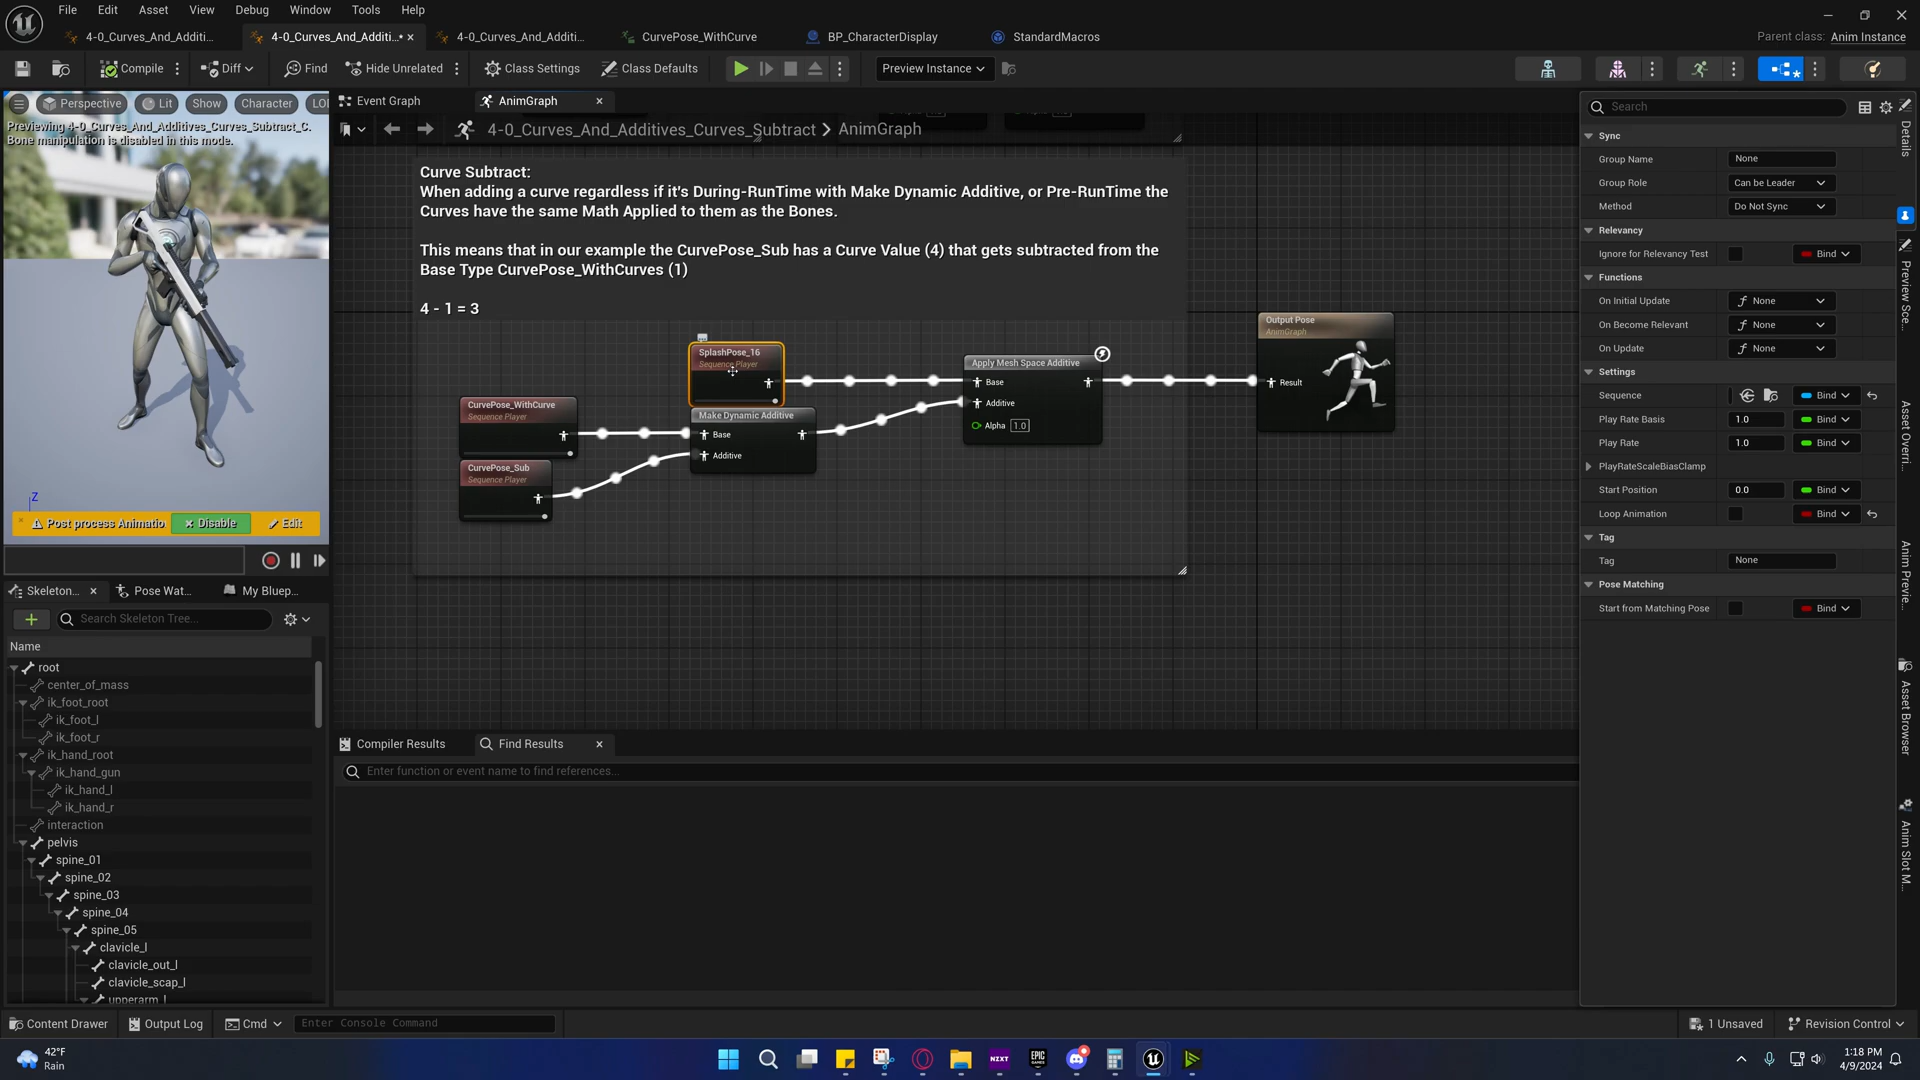 File Edit Asset View Debug Window Tools Help
4-0_Curves_And_Additi... 4-0_Curves_And_Additi...• 4-0_Curves_And_Additi... CurvePose_WithCurve BP_CharacterDisplay StandardMacros
Parent class: Anim Instance
Compile Diff Find Hide Unrelated Class Settings Class Defaults Preview Instance
Perspective Lit Show Character LO
Previewing 4-0_Curves_And_Additives_Curves_Subtract_C.
Bone manipulation is disabled in this mode.
Z
Post process Animatio Disable Edit
Skeleton... Pose Wat... My Bluep...
Search Skeleton Tree...
Name
root
center_of_mass
ik_foot_root
ik_foot_l
ik_foot_r
ik_hand_root
ik_hand_gun
ik_hand_l
ik_hand_r
interaction
pelvis
spine_01
spine_02
spine_03
spine_04
spine_05
clavicle_l
clavicle_out_l
clavicle_scap_l
upperarm_l
Event Graph AnimGraph
4-0_Curves_And_Additives_Curves_Subtract > AnimGraph
Curve Subtract:
When adding a curve regardless if it's During-RunTime with Make Dynamic Additive, or Pre-RunTime the
Curves have the same Math Applied to them as the Bones.
This means that in our example the CurvePose_Sub has a Curve Value (4) that gets subtracted from the
Base Type CurvePose_WithCurves (1)
4 - 1 = 3
SplashPose_16
Sequence Player
CurvePose_WithCurve
Sequence Player
CurvePose_Sub
Sequence Player
Make Dynamic Additive
Base
Additive
Apply Mesh Space Additive
Base
Additive
Alpha 1.0
Output Pose
AnimGraph
Result
Compiler Results Find Results
Enter function or event name to find references...
Search
Sync
Group Name None
Group Role Can be Leader
Method Do Not Sync
Relevancy
Ignore for Relevancy Test Bind
Functions
On Initial Update None
On Become Relevant None
On Update None
Settings
Sequence Bind
Play Rate Basis 1.0 Bind
Play Rate 1.0 Bind
PlayRateScaleBiasClamp
Start Position 0.0 Bind
Loop Animation Bind
Tag
Tag None
Pose Matching
Start from Matching Pose Bind
Details
Preview Sce...
Asset Overri...
Anim Previe...
Asset Browser
Anim Slot M...
Content Drawer Output Log Cmd Enter Console Command
1 Unsaved Revision Control
42°F
Rain
NZXT
EPIC
GAMES
1:18 PM
4/9/2024